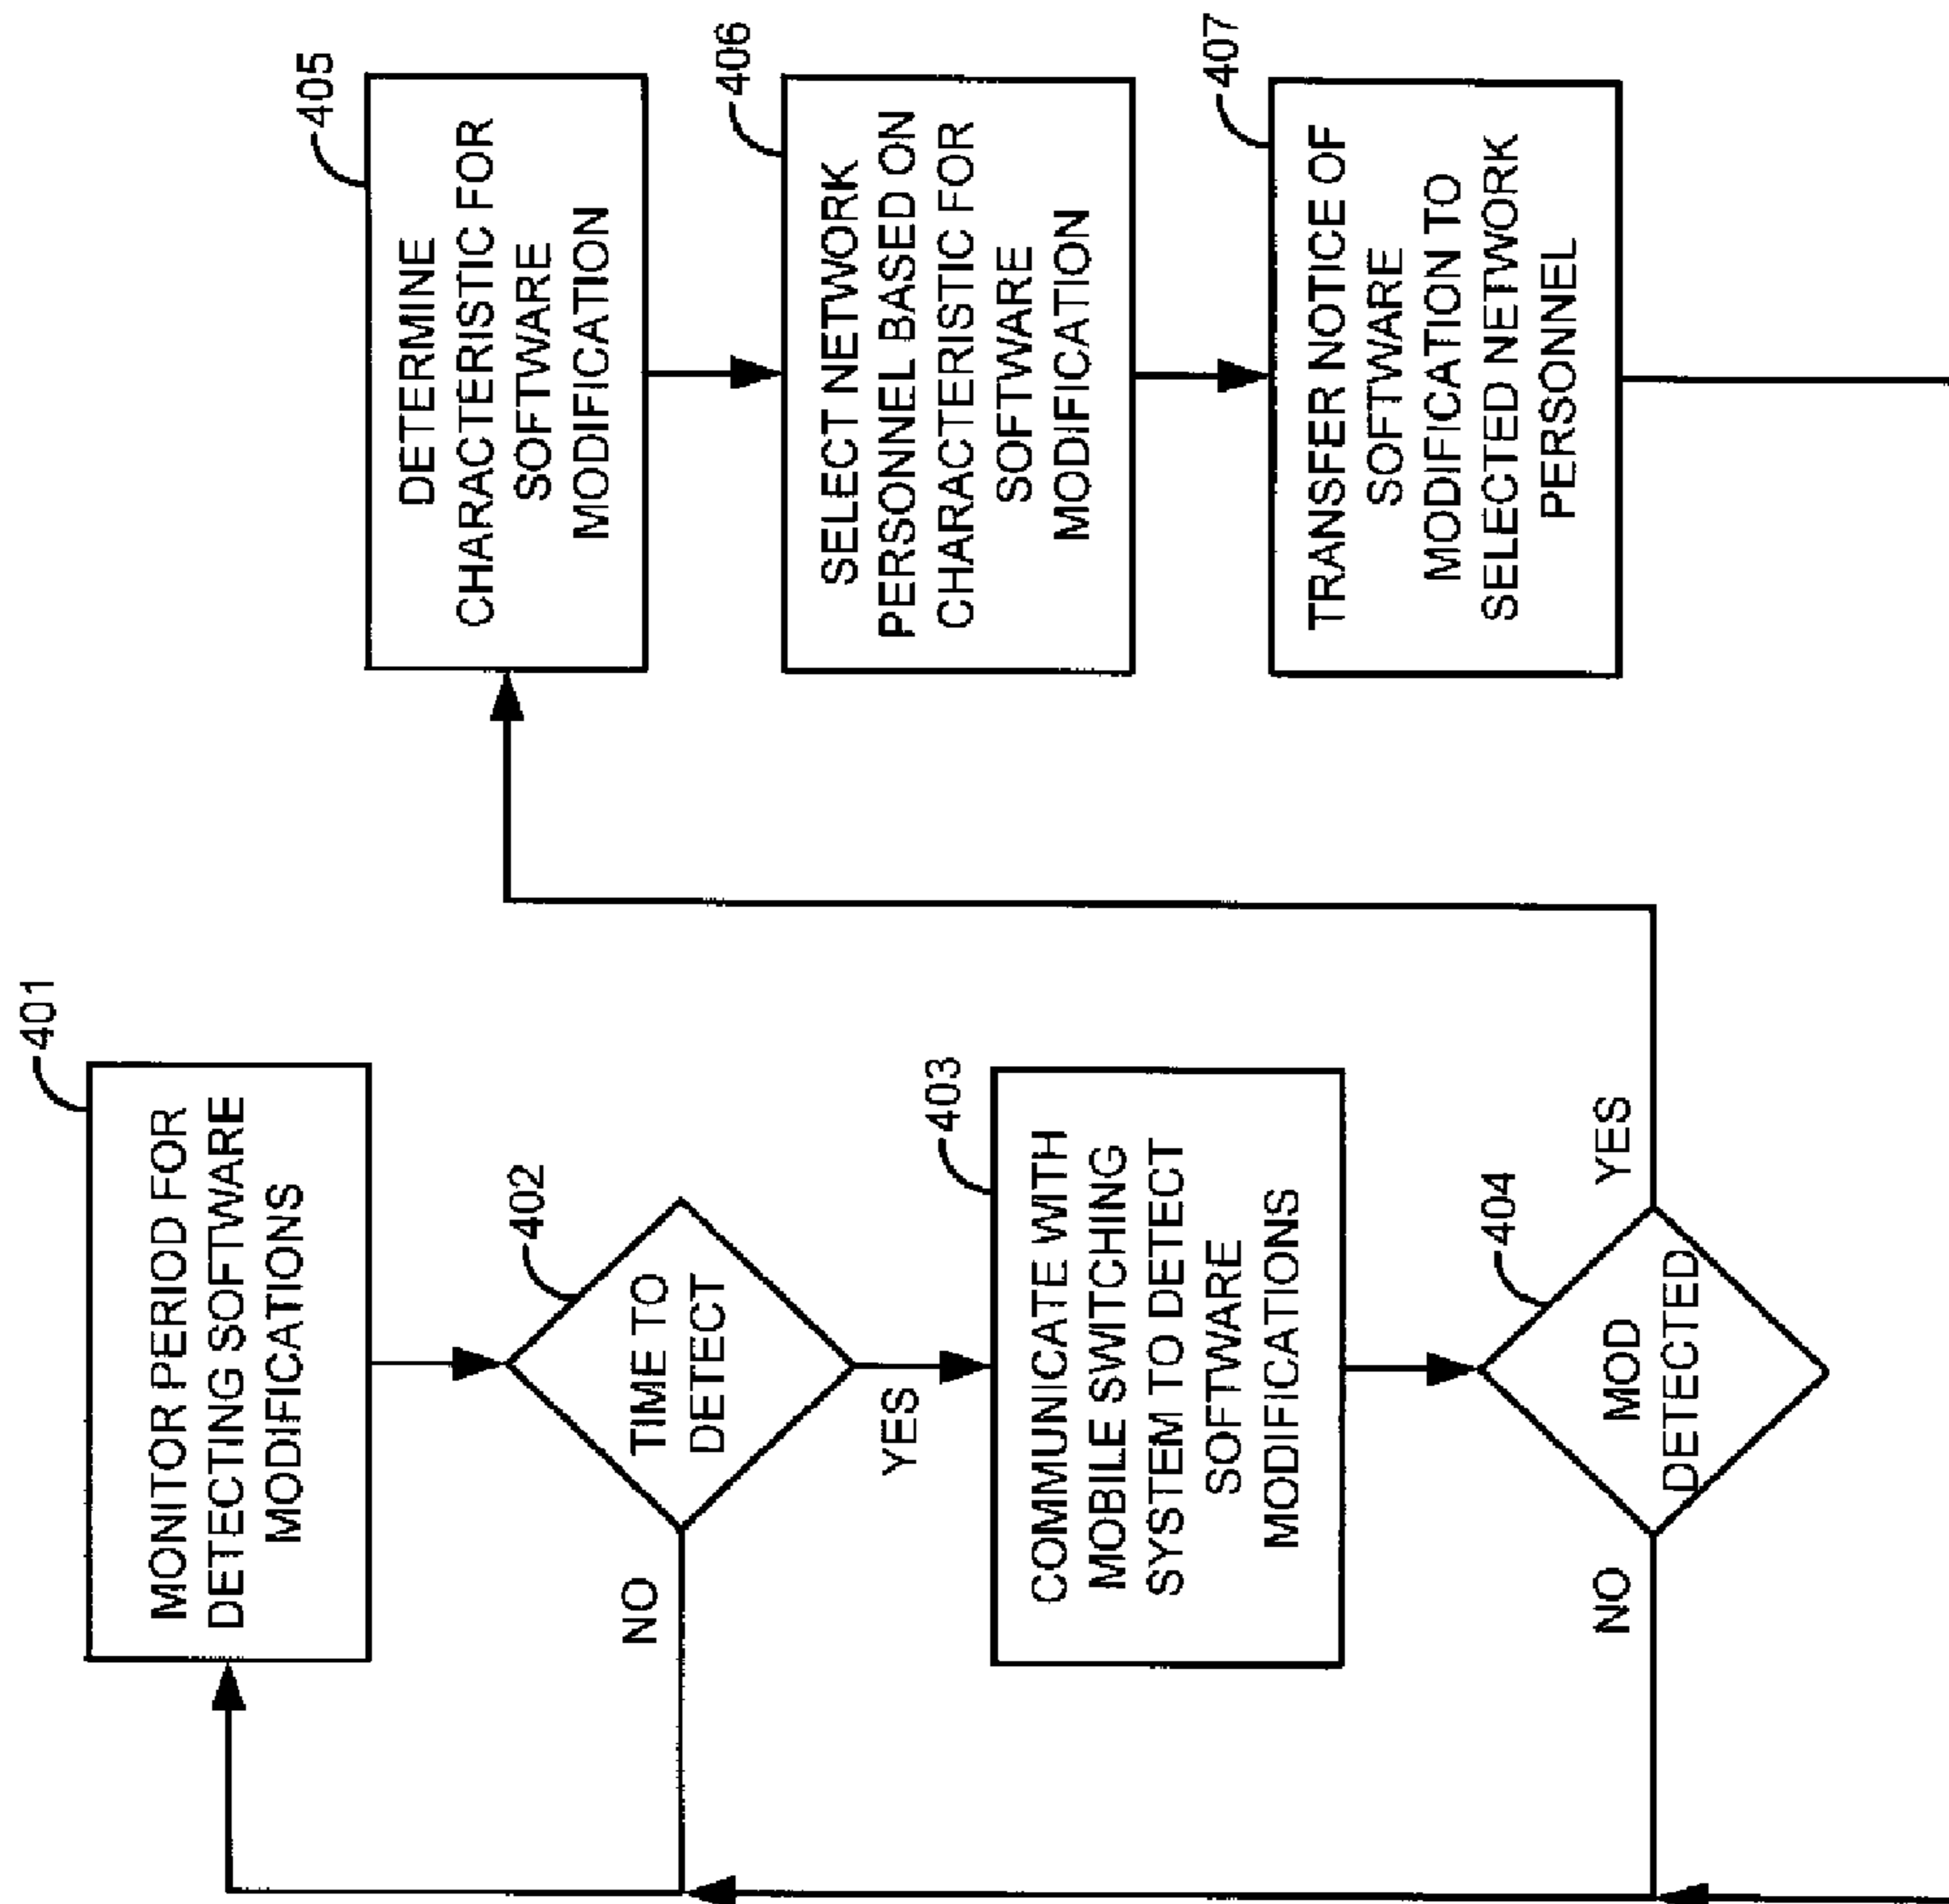 401
MONITOR PERIOD FOR
DETECTING SOFTWARE
MODIFICATIONS
402
TIME TO
DETECT
NO
YES
403
COMMUNICATE WITH
MOBILE SWITCHING
SYSTEM TO DETECT
SOFTWARE
MODIFICATIONS
404
MOD
DETECTED
NO
YES
405
DETERMINE
CHARACTERISTIC FOR
SOFTWARE
MODIFICATION
406
SELECT NETWORK
PERSONNEL BASED ON
CHARACTERISTIC FOR
SOFTWARE
MODIFICATION
407
TRANSFER NOTICE OF
SOFTWARE
MODIFICATION TO
SELECTED NETWORK
PERSONNEL